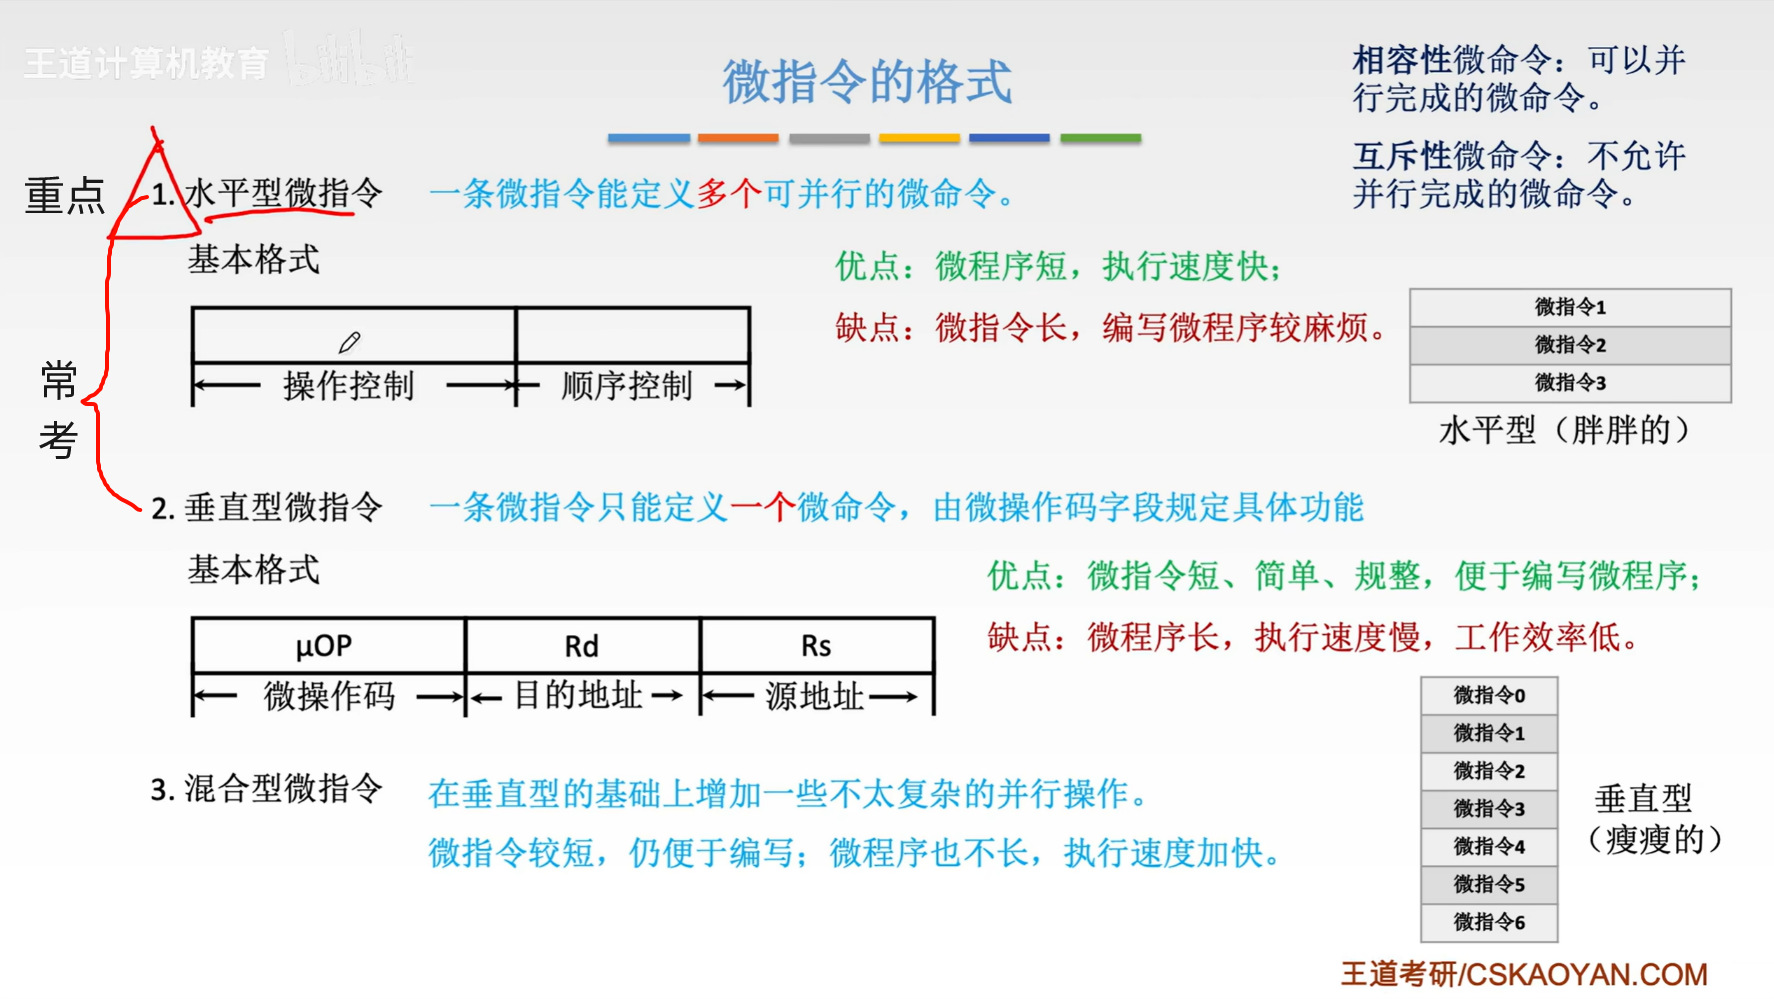 王道计算机教育 bilibili
微指令的格式
相容性微命令：可以并
行完成的微命令。
互斥性微命令：不允许
并行完成的微命令。
重点
1. 水平型微指令 一条微指令能定义多个可并行的微命令。
基本格式
操作控制 顺序控制
优点：微程序短，执行速度快；
缺点：微指令长，编写微程序较麻烦。
微指令1
微指令2
微指令3
水平型（胖胖的）
常
考
2. 垂直型微指令 一条微指令只能定义一个微命令，由微操作码字段规定具体功能
基本格式
μOP Rd Rs
微操作码 目的地址 源地址
优点：微指令短、简单、规整，便于编写微程序；
缺点：微程序长，执行速度慢，工作效率低。
微指令0
微指令1
微指令2
微指令3
微指令4
微指令5
微指令6
垂直型
（瘦瘦的）
3. 混合型微指令 在垂直型的基础上增加一些不太复杂的并行操作。
微指令较短，仍便于编写；微程序也不长，执行速度加快。
王道考研/CSKAOYAN.COM